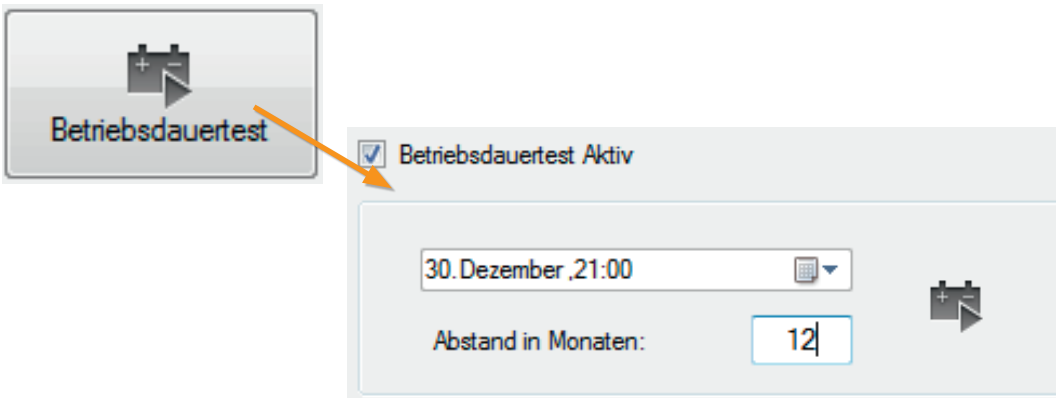 Betriebsdauertest
Betriebsdauertest Aktiv
30. Dezember ,21:00
Abstand in Monaten:
12